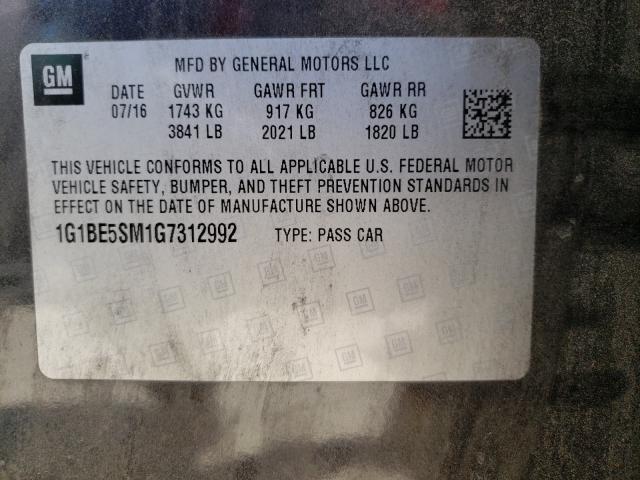 GM
MFD BY GENERAL MOTORS LLC
DATE GVWR GAWR FRT GAWR RR
07/16 1743 KG 917 KG 826 KG
3841 LB 2021 LB 1820 LB
THIS VEHICLE CONFORMS TO ALL APPLICABLE U.S. FEDERAL MOTOR
VEHICLE SAFETY, BUMPER, AND THEFT PREVENTION STANDARDS IN
EFFECT ON THE DATE OF MANUFACTURE SHOWN ABOVE.
1G1BE5SM1G7312992 TYPE: PASS CAR